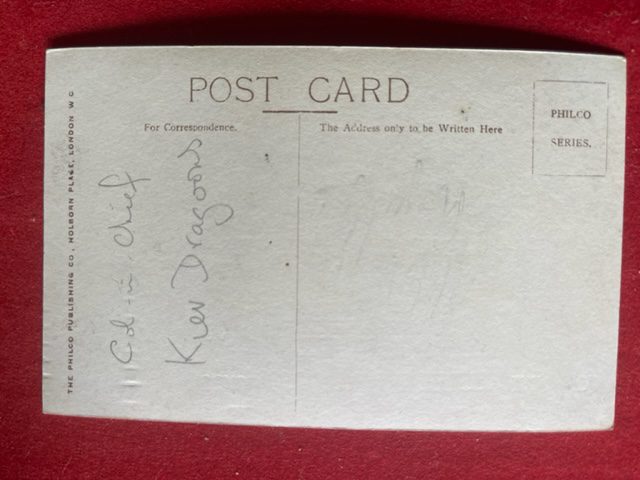 POST CARD
For Correspondence.
The Address only to be Written Here
PHILCO
SERIES.
THE PHILCO PUBLISHING CO., HOLBORN PLACE, LONDON W C
Col-in-Chief
Kiev Dragoons